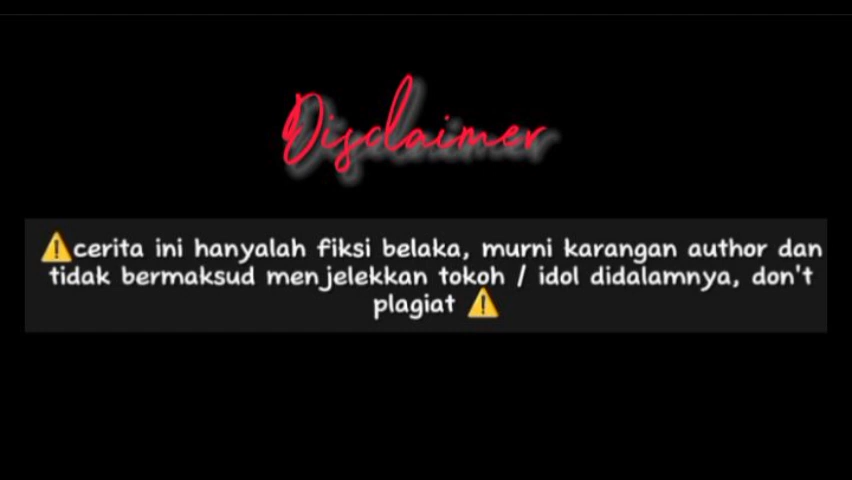 Disclaimer
⚠️cerita ini hanyalah fiksi belaka, murni karangan author dan
tidak bermaksud menjelekkan tokoh / idol didalamnya, don't
plagiat ⚠️